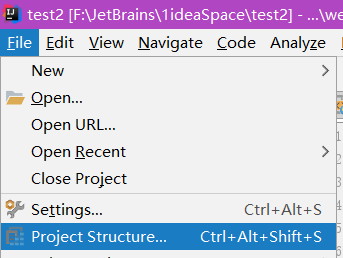 test2 [F:\JetBrains\1ideaSpace\test2] - ...\we
File Edit View Navigate Code Analyze
New
Open...
Open URL...
Open Recent
Close Project
Settings... Ctrl+Alt+S
Project Structure... Ctrl+Alt+Shift+S